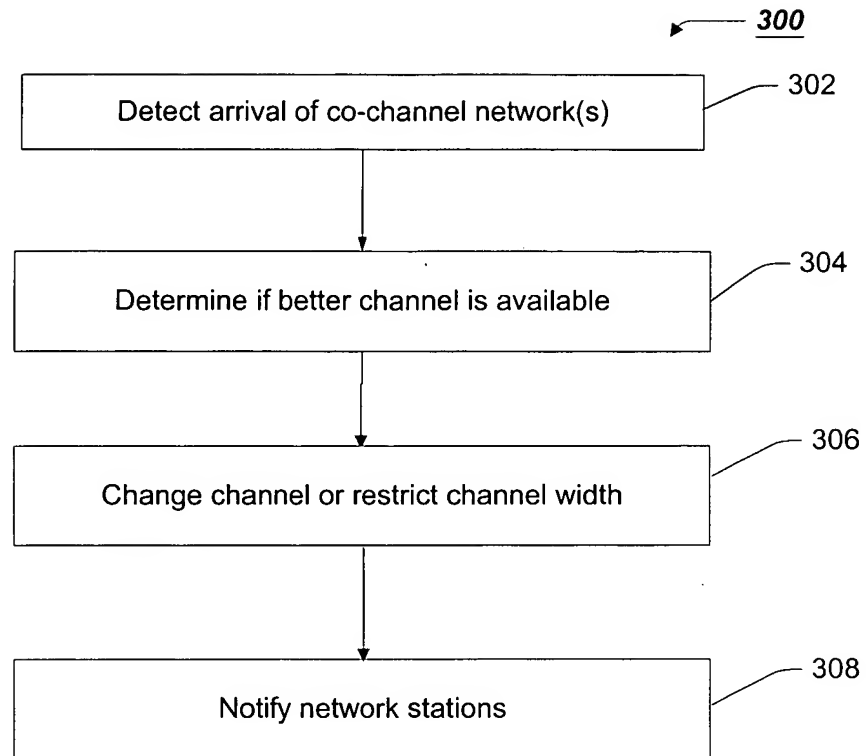 300
Detect arrival of co-channel network(s)
302
Determine if better channel is available
304
Change channel or restrict channel width
306
Notify network stations
308